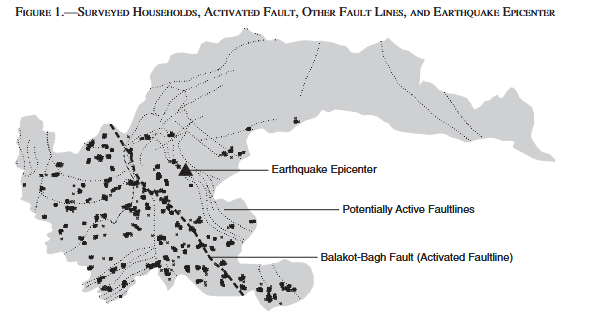 FIGURE 1.—SURVEYED HOUSEHOLDS, ACTIVATED FAULT, OTHER FAULT LINES, AND EARTHQUAKE EPICENTER
Earthquake Epicenter
Potentially Active Faultlines
Balakot-Bagh Fault (Activated Faultline)